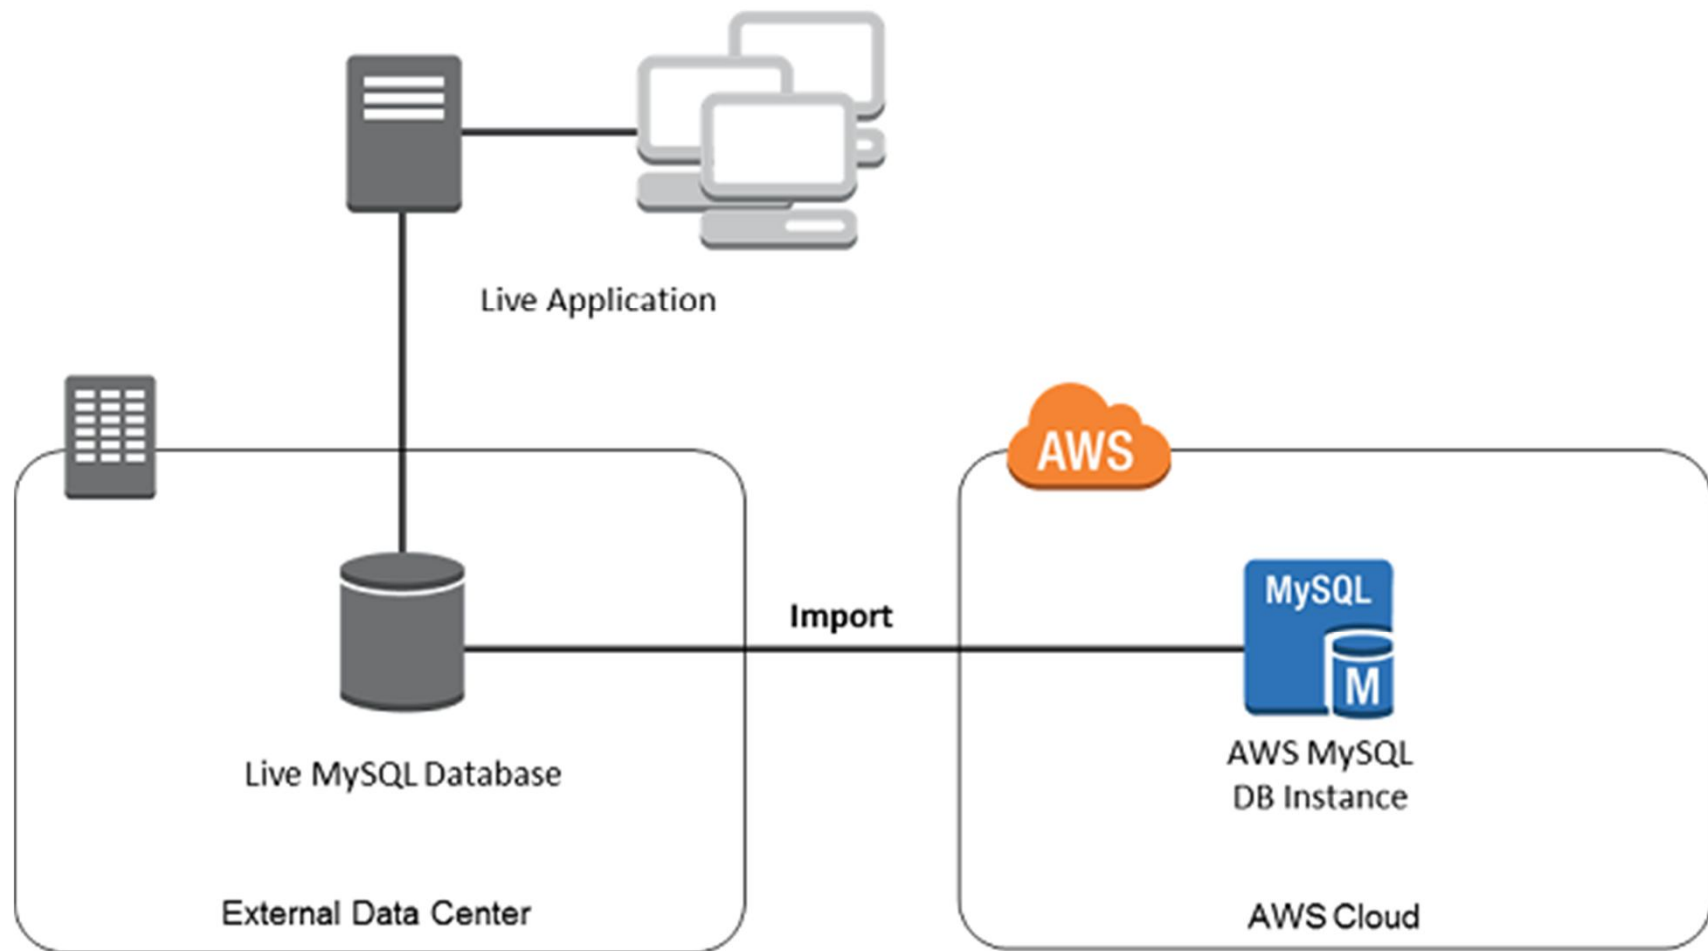 Live Application
AWS
MySQL
M
Import
AWS MySQL
DB Instance
Live MySQL Database
External Data Center
AWS Cloud